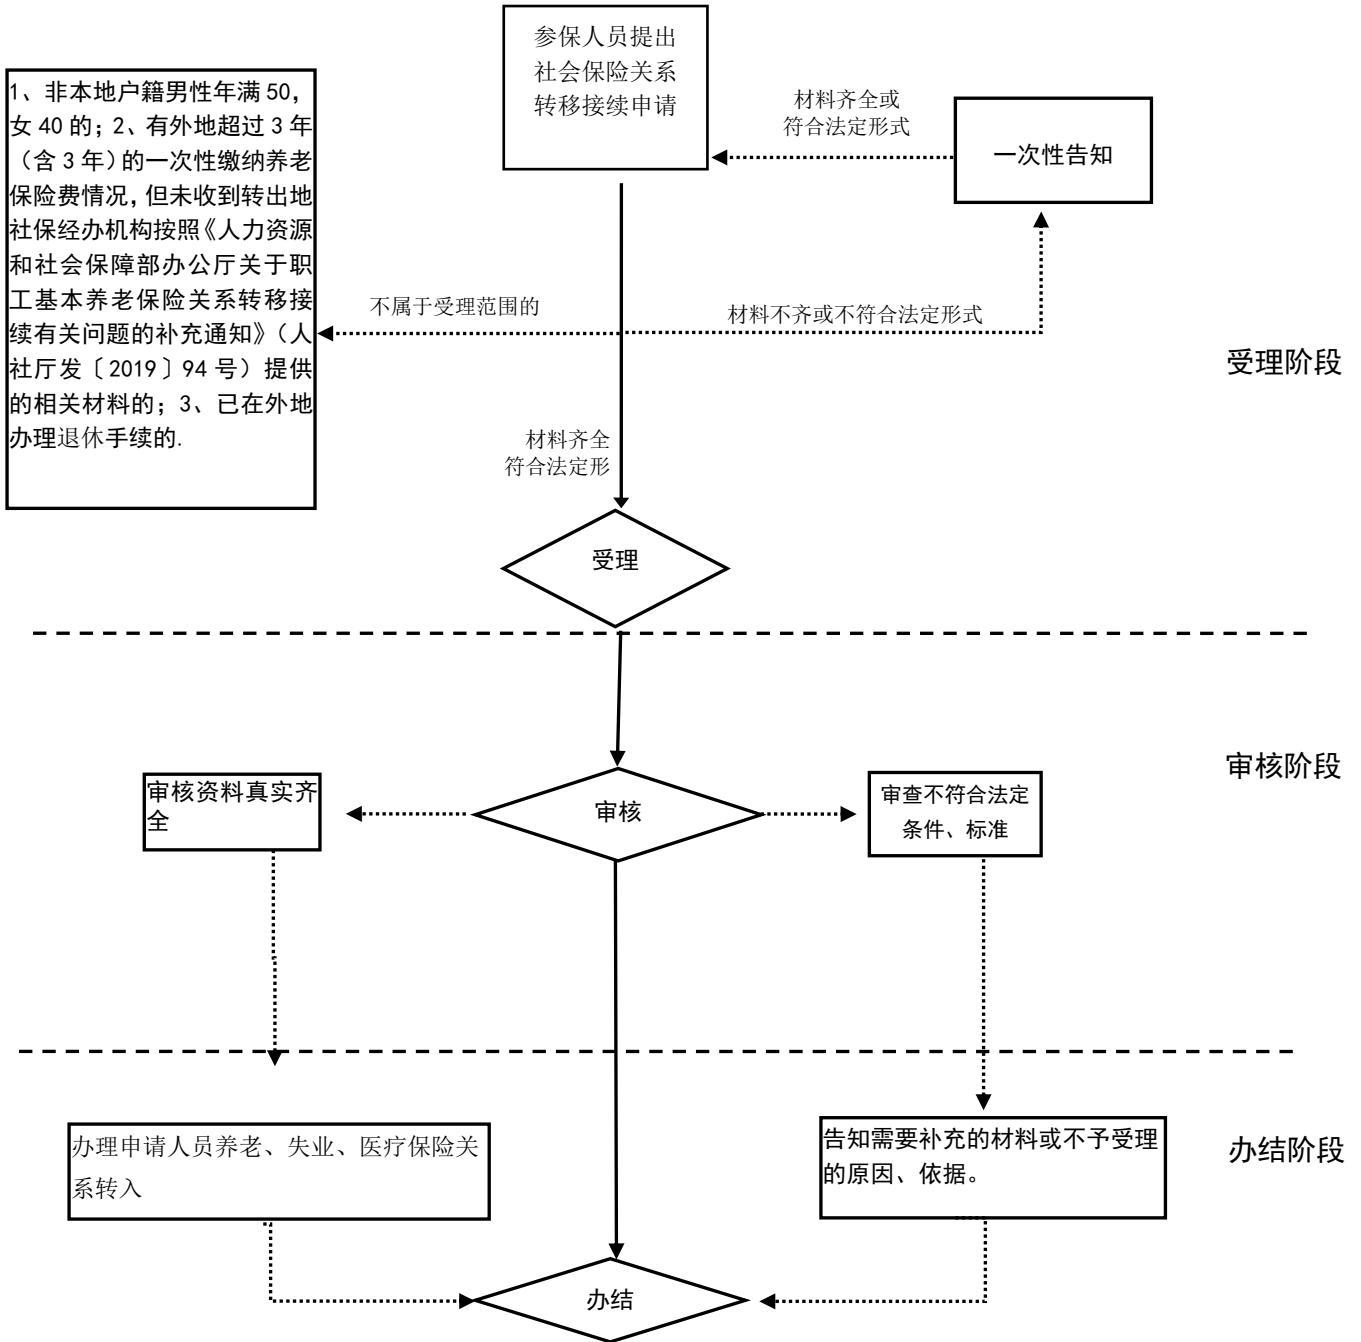 参保人员提出
社会保险关系
转移接续申请
1、非本地户籍男性年满50,
女40的；2、有外地超过3年
（含3年）的一次性缴纳养老
保险费情况，但未收到转出地
社保经办机构按照《人力资源
和社会保障部办公厅关于职
工基本养老保险关系转移接
续有关问题的补充通知》（人
社厅发〔2019〕94号）提供
的相关材料的；3、已在外地
办理退休手续的.
材料齐全或
符合法定形式
一次性告知
不属于受理范围的
材料不齐或不符合法定形式
受理阶段
材料齐全
符合法定形
受理
审核阶段
审核资料真实齐
全
审核
审查不符合法定
条件、标准
办理申请人员养老、失业、医疗保险关
系转入
告知需要补充的材料或不予受理
的原因、依据。
办结阶段
办结